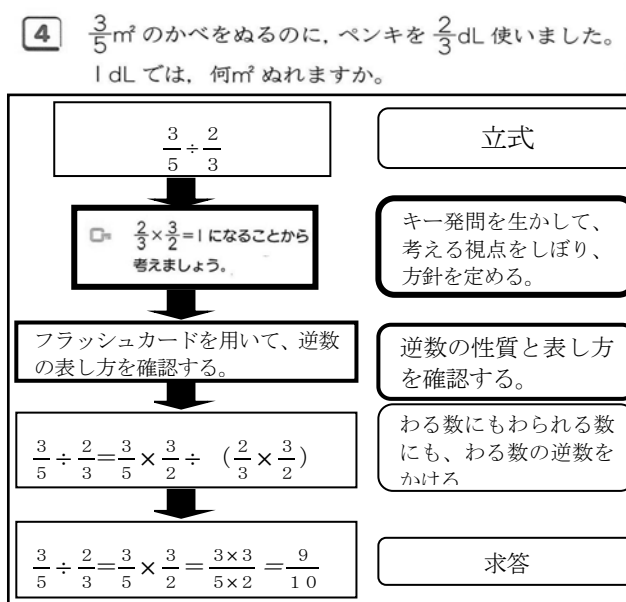 4 3/5㎡ のかべをぬるのに, ペンキを 2/3dL 使いました。
1dL では, 何㎡ ぬれますか。
3/5÷2/3
立式
2/3×3/2=1 になることから
考えましょう。
キー発問を生かして、
考える視点をしぼり、
方針を定める。
フラッシュカードを用いて、逆数
の表し方を確認する。
逆数の性質と表し方
を確認する。
3/5÷2/3=3/5×3/2÷ (2/3×3/2)
わる数にもわられる数
にも、わる数の逆数を
かける
3/5÷2/3=3/5×3/2=3×3/5×2=9/10
求答